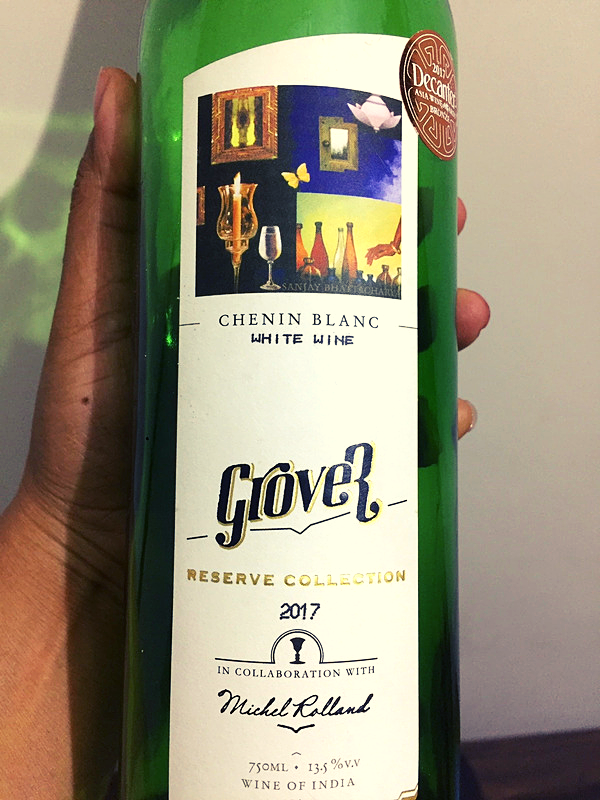 2017
Decanter
ASIA WINE AWARDS
BRONZE
SANJAY BHATTACHARYA
CHENIN BLANC
WHITE WINE
Grover
RESERVE COLLECTION
2017
IN COLLABORATION WITH
Michel Rolland
750ML • 13.5 %V.V
WINE OF INDIA